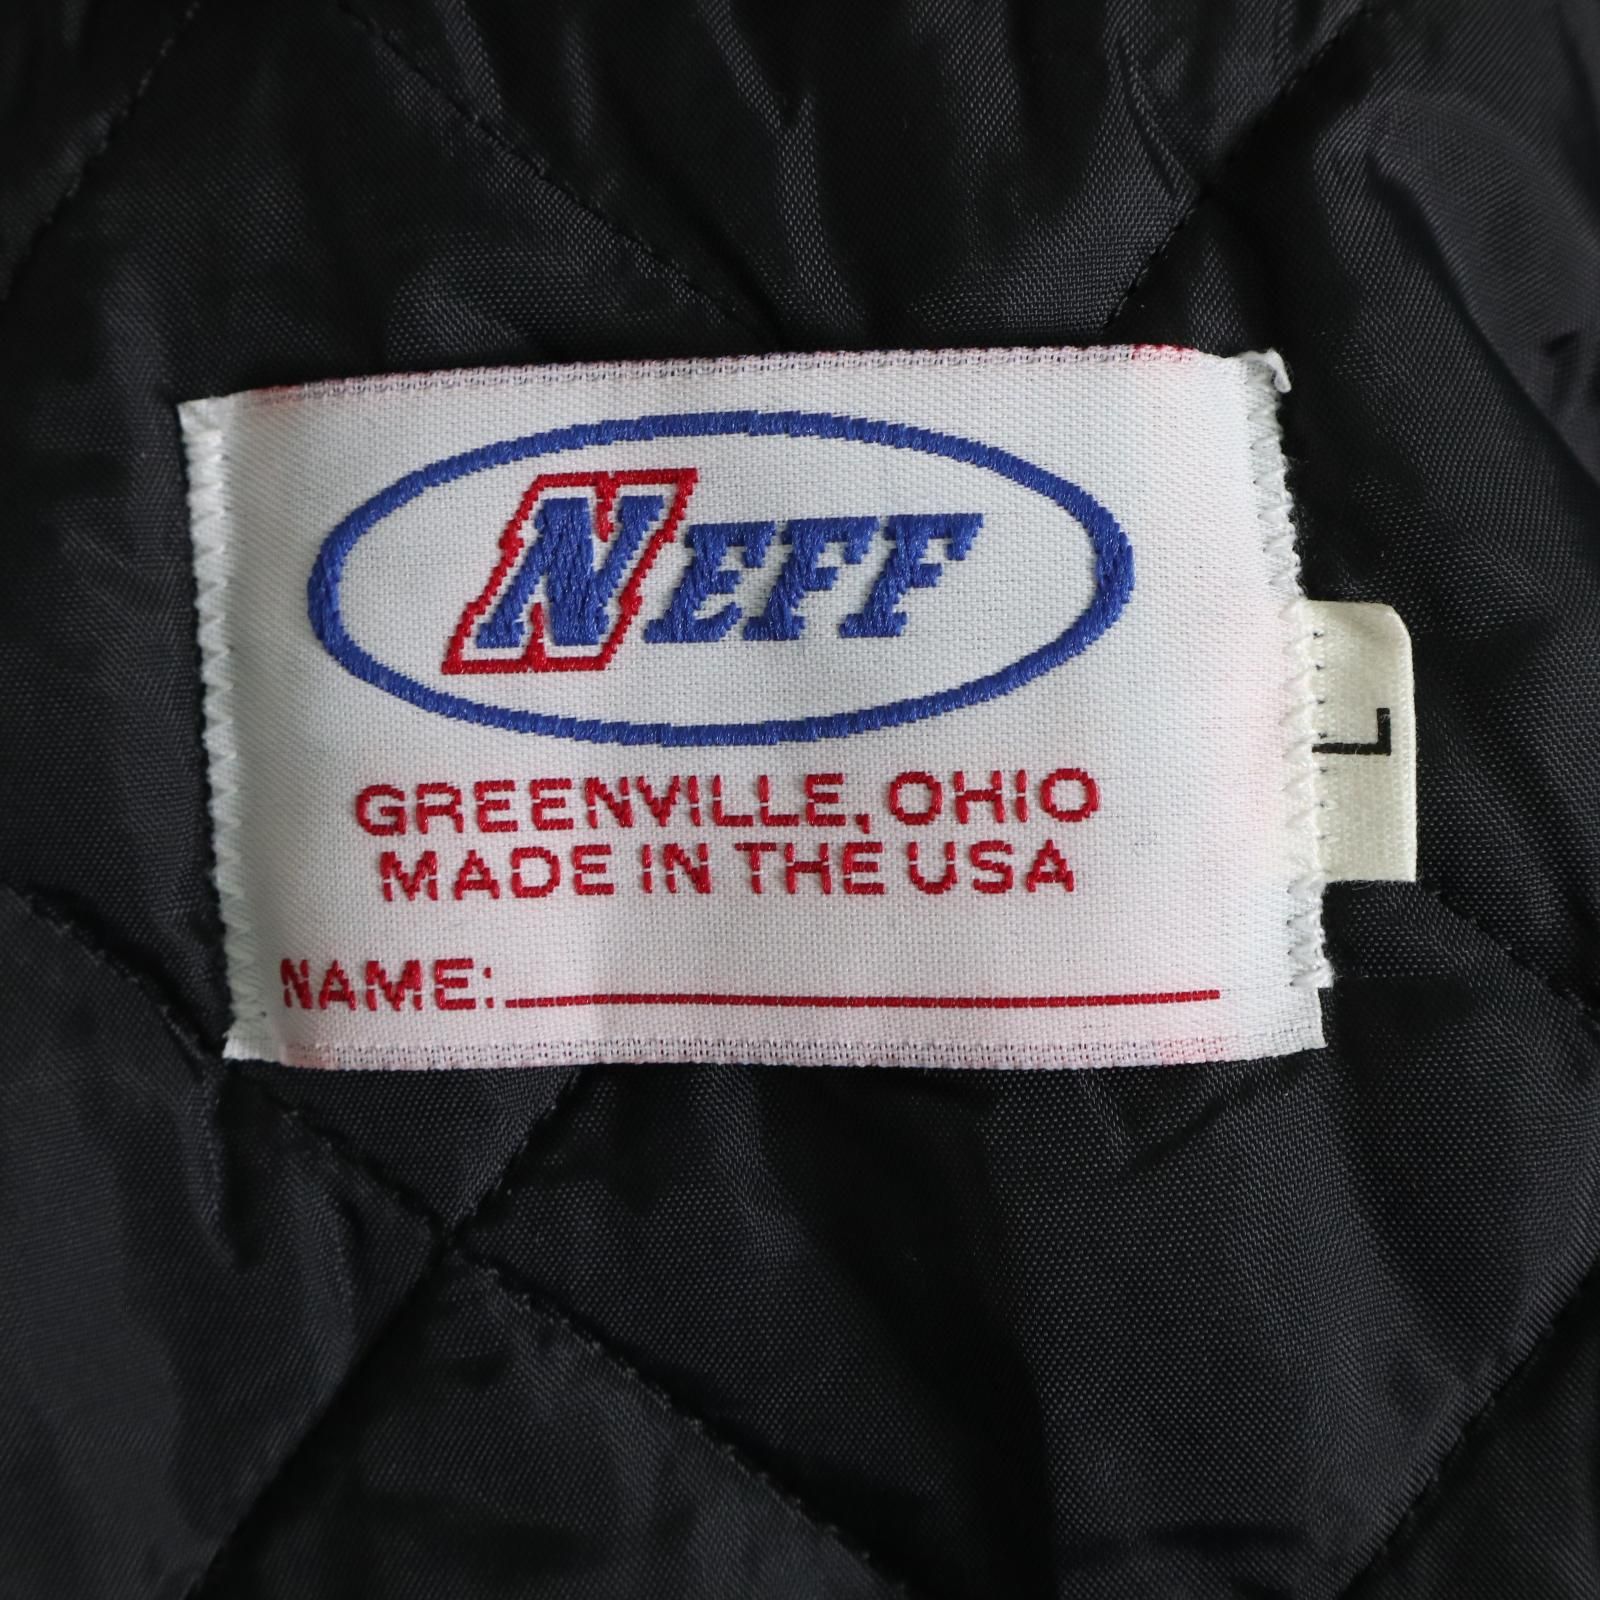 NEFF
GREENVILLE, OHIO
MADE IN THE USA
NAME:
L